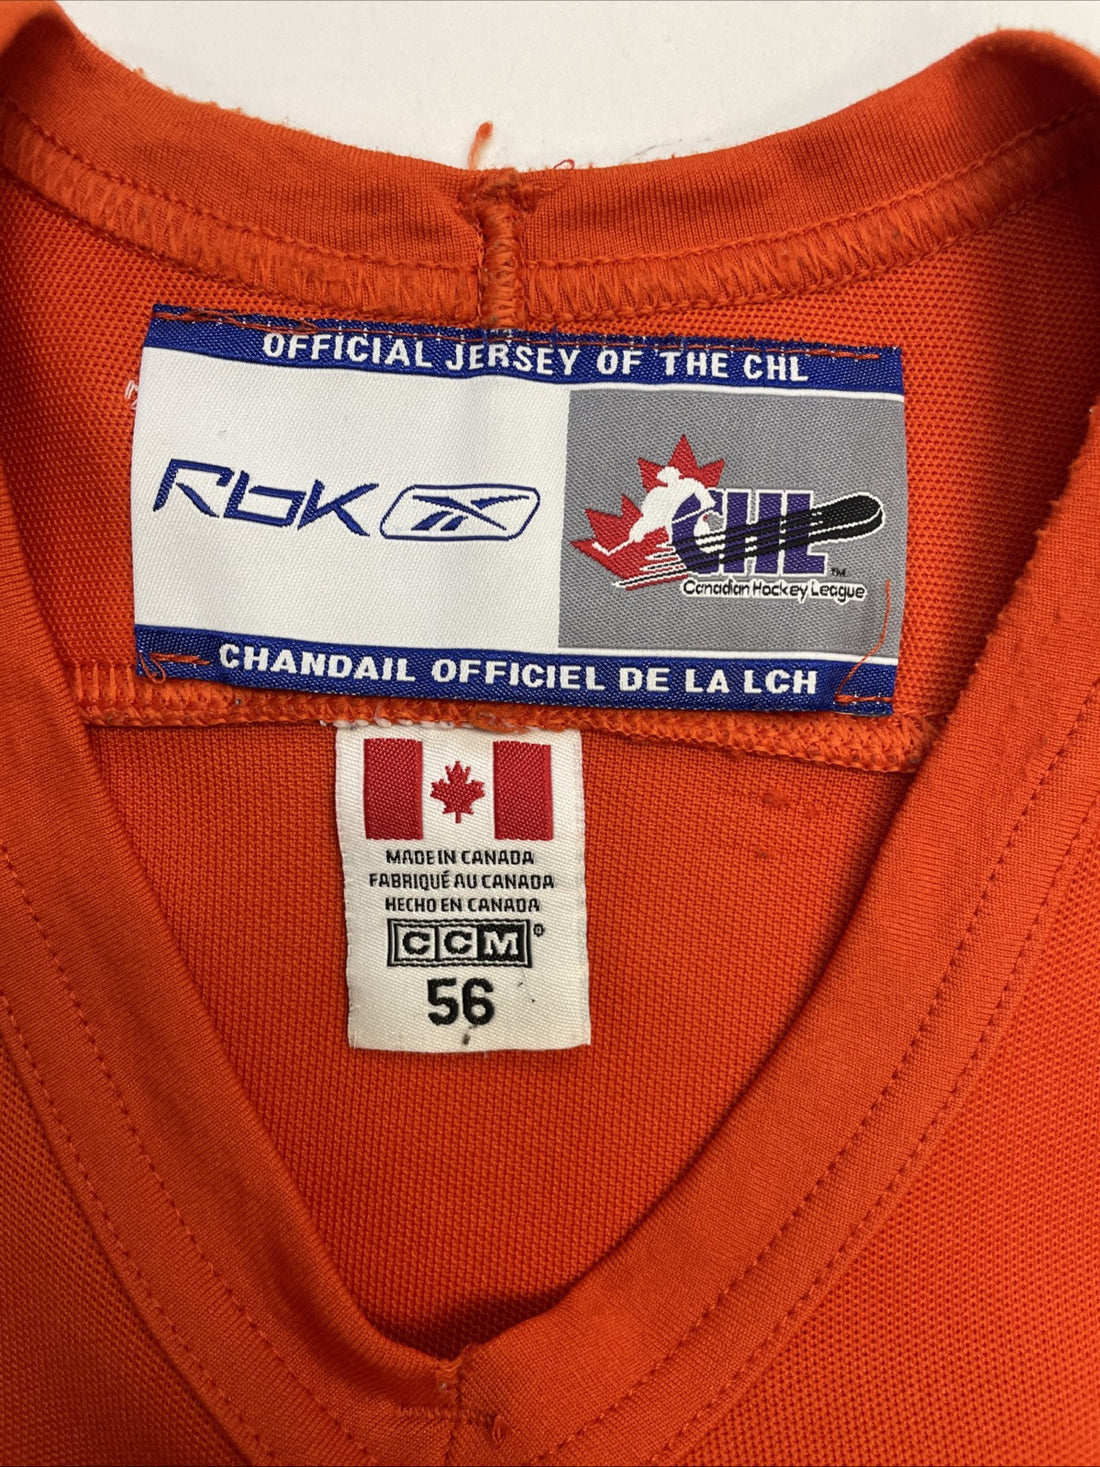 OFFICIAL JERSEY OF THE CHL
Rbk
CHL™
Canadian Hockey League
CHANDAIL OFFICIEL DE LA LCH
MADE IN CANADA
FABRIQUÉ AU CANADA
HECHO EN CANADA
CCM®
56